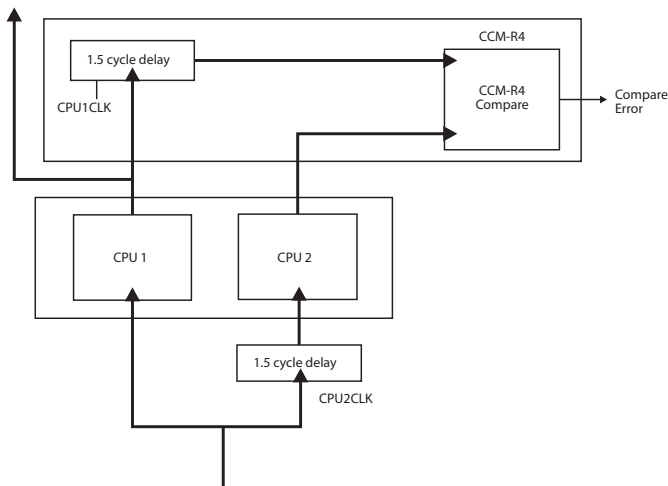 CCM-R4
1.5 cycle delay
CPU1CLK
CCM-R4
Compare
Compare
Error
CPU 1
CPU 2
1.5 cycle delay
CPU2CLK